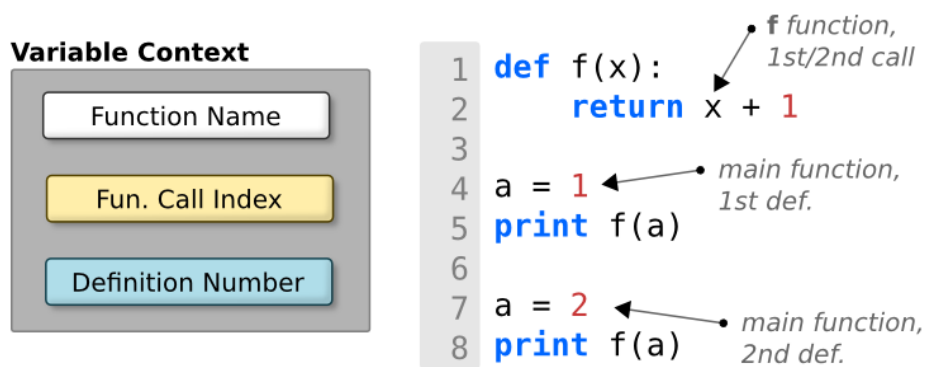 Variable Context
Function Name
Fun. Call Index
Definition Number
1 def f(x):
2     return x + 1
3
4 a = 1
5 print f(a)
6
7 a = 2
8 print f(a)
f function,
1st/2nd call
main function,
1st def.
main function,
2nd def.